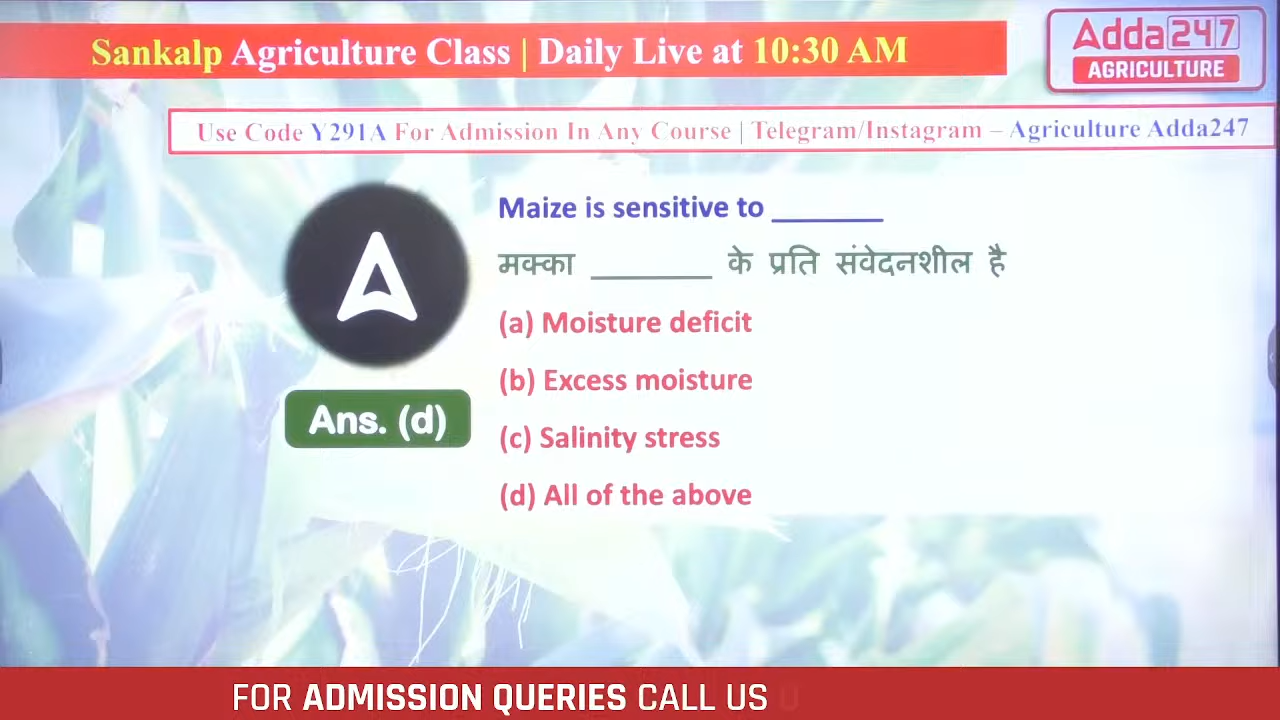 Sankalp Agriculture Class | Daily Live at 10:30 AM
Adda247
AGRICULTURE
Use Code Y291A For Admission In Any Course | Telegram/Instagram – Agriculture Adda247
Maize is sensitive to _______
मक्का ________ के प्रति संवेदनशील है
(a) Moisture deficit
(b) Excess moisture
(c) Salinity stress
(d) All of the above
Ans. (d)
FOR ADMISSION QUERIES CALL US